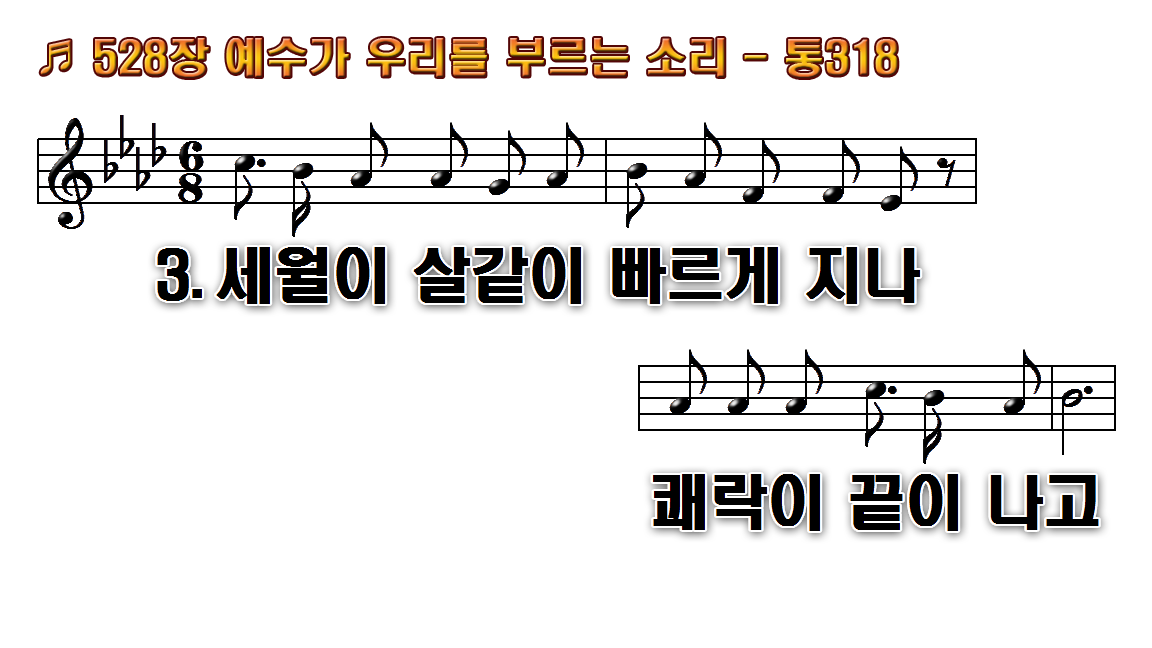 ♬ 528장 예수가 우리를 부르는 소리 - 통318
6
8
3. 세월이 살같이 빠르게 지나
쾌락이 끝이 나고